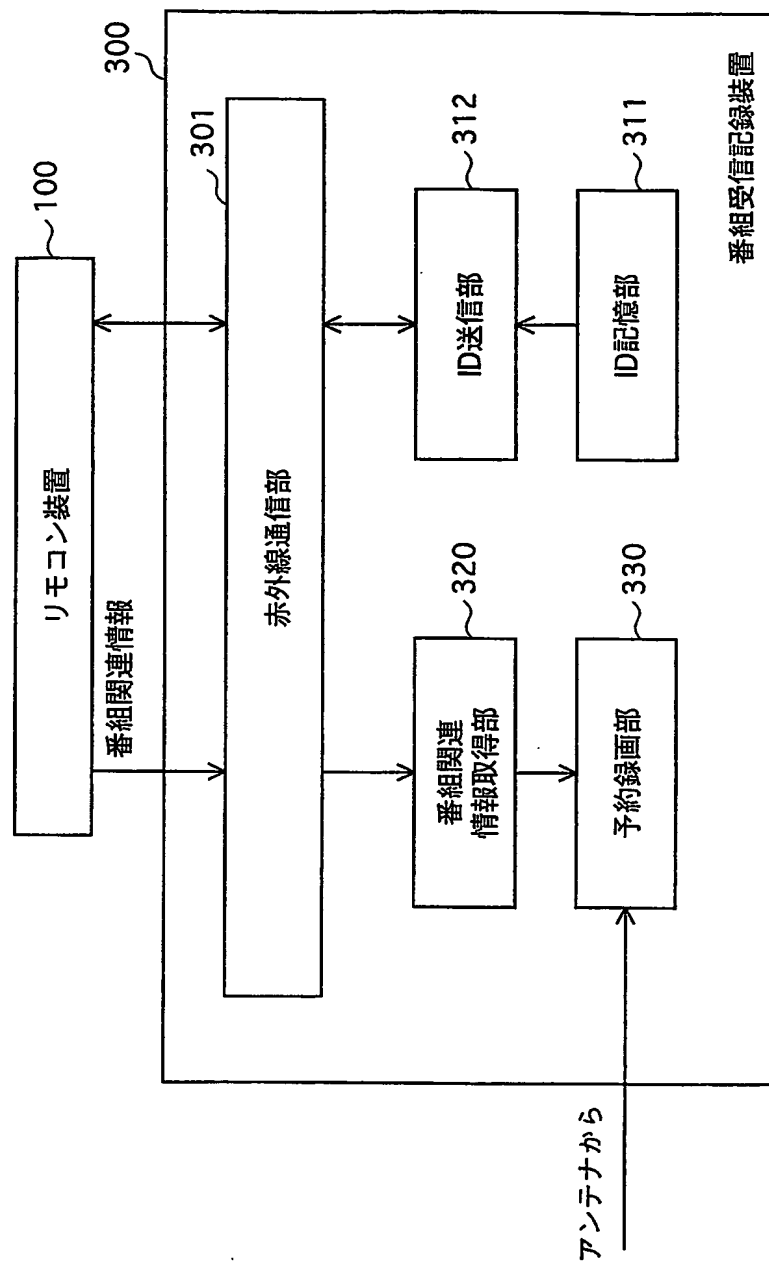 リモコン装置
100
番組関連情報
300
赤外線通信部
301
番組関連
情報取得部
320
ID送信部
312
予約録画部
330
ID記憶部
311
アンテナから
番組受信記録装置